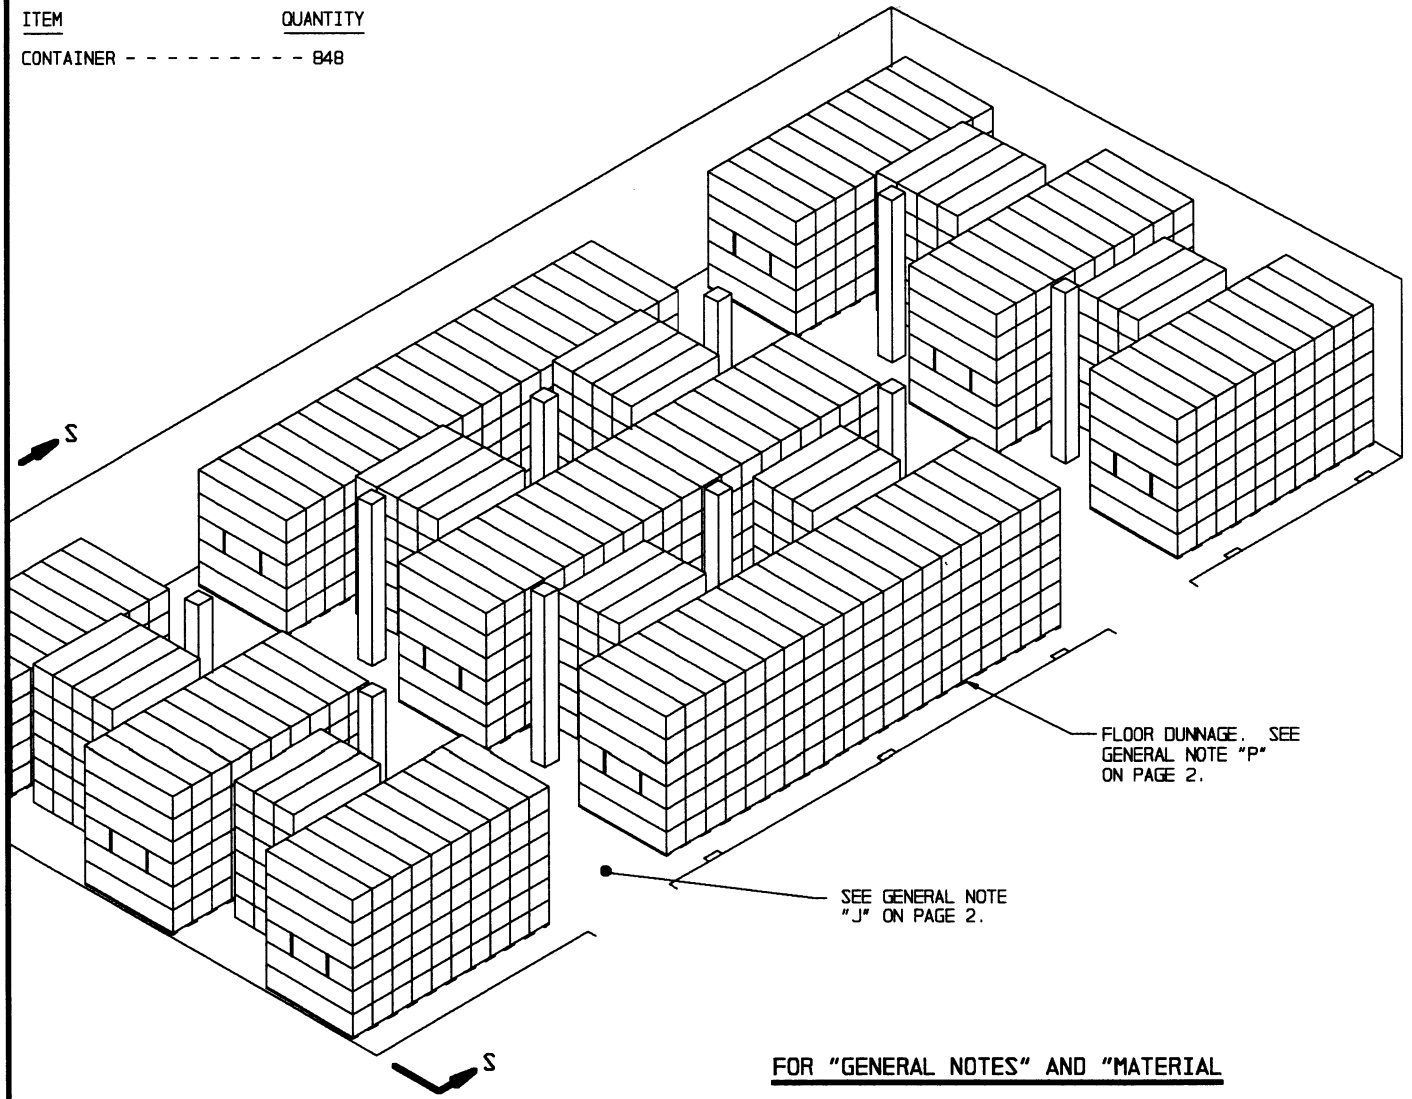 ITEM QUANTITY
CONTAINER - - - - - - - - - - 848
S
FLOOR DUNNAGE. SEE
GENERAL NOTE "P"
ON PAGE 2.
SEE GENERAL NOTE
"J" ON PAGE 2.
S
FOR "GENERAL NOTES" AND "MATERIAL